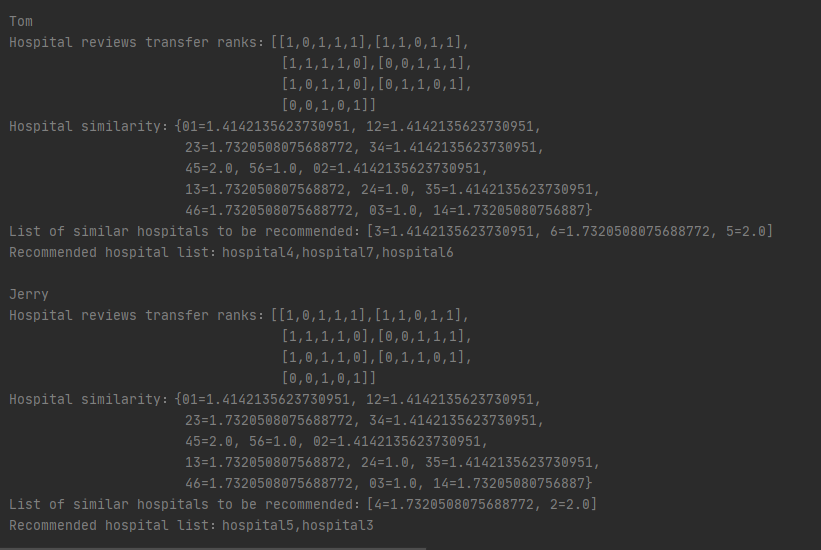 Tom
Hospital reviews transfer ranks: [[1,0,1,1,1],[1,1,0,1,1],
[1,1,1,1,0],[0,0,1,1,1],
[1,0,1,1,0],[0,1,1,0,1],
[0,0,1,0,1]]
Hospital similarity: {01=1.4142135623730951, 12=1.4142135623730951,
23=1.7320508075688772, 34=1.4142135623730951,
45=2.0, 56=1.0, 02=1.4142135623730951,
13=1.732050807568872, 24=1.0, 35=1.4142135623730951,
46=1.7320508075688772, 03=1.0, 14=1.73205080756887}
List of similar hospitals to be recommended: [3=1.4142135623730951, 6=1.7320508075688772, 5=2.0]
Recommended hospital list: hospital4,hospital7,hospital6
Jerry
Hospital reviews transfer ranks: [[1,0,1,1,1],[1,1,0,1,1],
[1,1,1,1,0],[0,0,1,1,1],
[1,0,1,1,0],[0,1,1,0,1],
[0,0,1,0,1]]
Hospital similarity: {01=1.4142135623730951, 12=1.4142135623730951,
23=1.7320508075688772, 34=1.4142135623730951,
45=2.0, 56=1.0, 02=1.4142135623730951,
13=1.732050807568872, 24=1.0, 35=1.4142135623730951,
46=1.7320508075688772, 03=1.0, 14=1.73205080756887}
List of similar hospitals to be recommended: [4=1.7320508075688772, 2=2.0]
Recommended hospital list: hospital5,hospital3